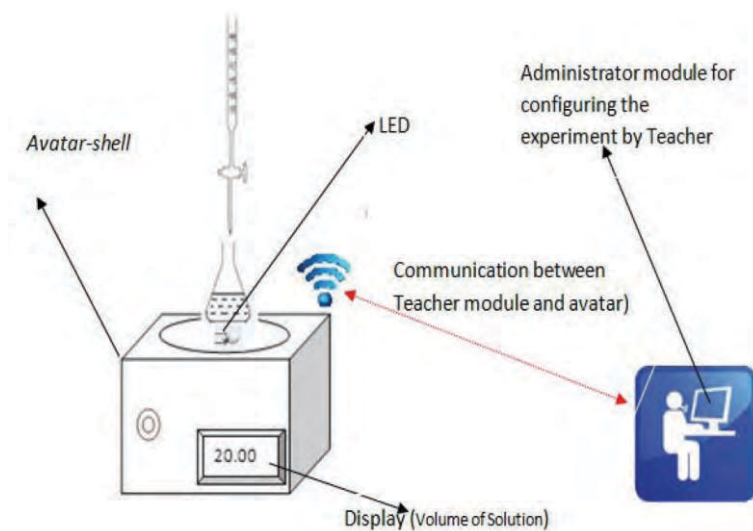 Administrator module for
configuring the
experiment by Teacher
LED
Avatar-shell
Communication between
Teacher module and avatar)
20.00
Display (Volume of Solution)